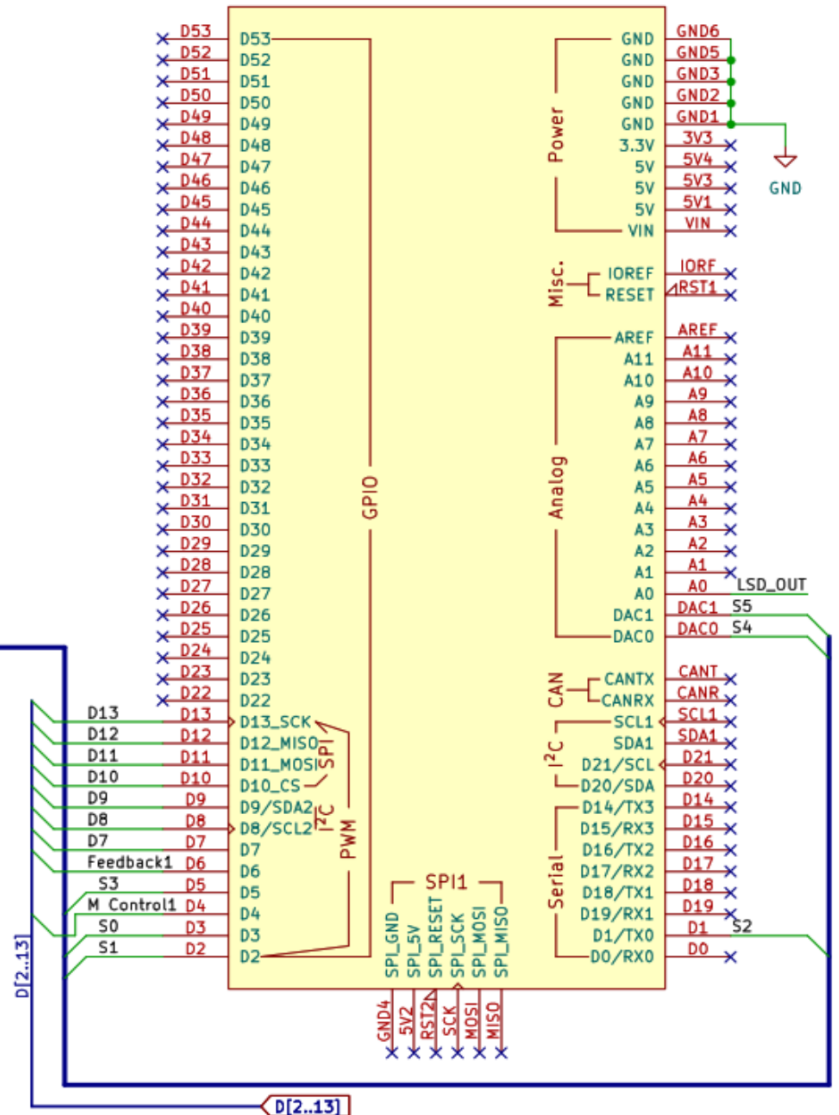 D53 D53 GND GND6
D52 D52 GND GND5
D51 D51 GND GND3
D50 D50 GND GND2
D49 D49 GND GND1
Power
D48 D48 3.3V 3V3
D47 D47 5V 5V4
D46 D46 5V 5V3
GND
D45 D45 5V 5V1
D44 D44 VIN VIN
D43 D43
D42 D42 IOREF IORF
Misc.
D41 D41 RESET RST1
D40 D40
D39 D39 AREF AREF
D38 D38 A11 A11
D37 D37 A10 A10
D36 D36 A9 A9
D35 D35 A8 A8
D34 D34 A7 A7
D33 D33 A6 A6
D32 D32 A5 A5
GPIO
Analog
D31 D31 A4 A4
D30 D30 A3 A3
D29 D29 A2 A2
D28 D28 A1 A1
D27 D27 A0 A0 LSD_OUT
D26 D26 DAC1 DAC1 S5
D25 D25 DAC0 DAC0 S4
D24 D24
D23 D23 CANTX CANT
CAN
D22 D22 CANRX CANR
D13 D13 D13_SCK SCL1 SCL1
D12 D12 D12_MISO SDA1 SDA1
SPI
I²C
D11 D11 D11_MOSI D21/SCL D21
D10 D10 D10_CS D20/SDA D20
D9 D9 D9/SDA2 D14/TX3 D14
I²C
D8 D8 D8/SCL2 D15/RX3 D15
PWM
D7 D7 D7 D16/TX2 D16
Feedback1 D6 D6 D17/RX2 D17
Serial
S3 D5 D5 SPI1 D18/TX1 D18
M_Control1 D4 D4 D19/RX1 D19
S0 D3 D3 D1/TX0 D1 S2
S1 D2 D2 D0/RX0 D0
SPI_GND
SPI_5V
SPI_RESET
SPI_SCK
SPI_MOSI
SPI_MISO
GND4
5V2
RST2
SCK
MOSI
MISO
D[2..13]
D[2..13]